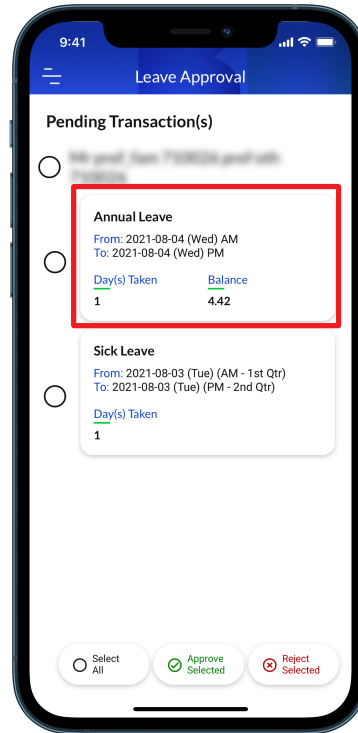 9:41
Leave Approval
Pending Transaction(s)
Annual Leave
From: 2021-08-04 (Wed) AM
To: 2021-08-04 (Wed) PM
Day(s) Taken Balance
1 4.42
Sick Leave
From: 2021-08-03 (Tue) (AM - 1st Qtr)
To: 2021-08-03 (Tue) (PM - 2nd Qtr)
Day(s) Taken
1
Select All
Approve Selected
Reject Selected